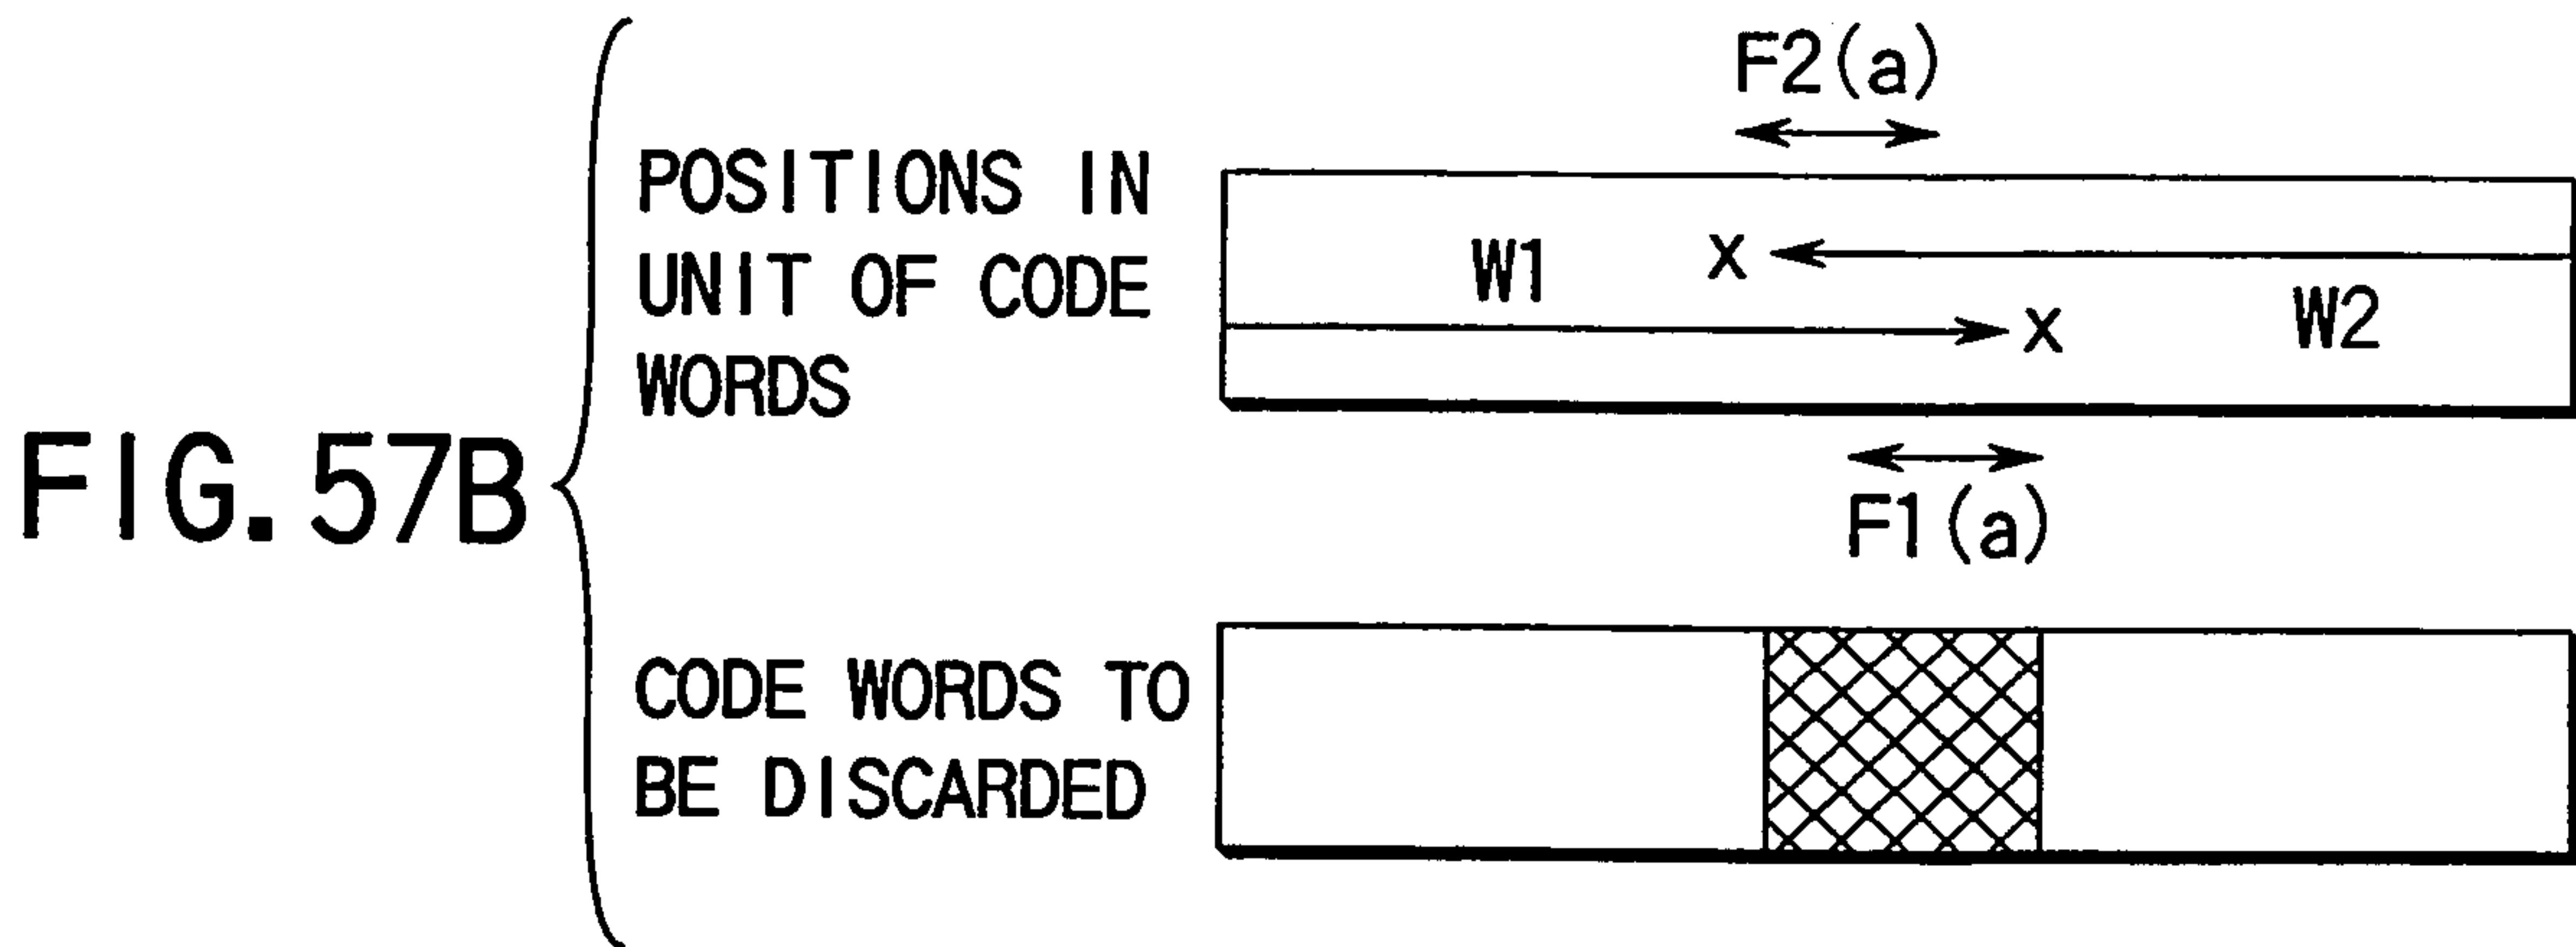 FIG. 57B
POSITIONS IN
UNIT OF CODE
WORDS
F2(a)
W1
X
X
W2
F1(a)
CODE WORDS TO
BE DISCARDED